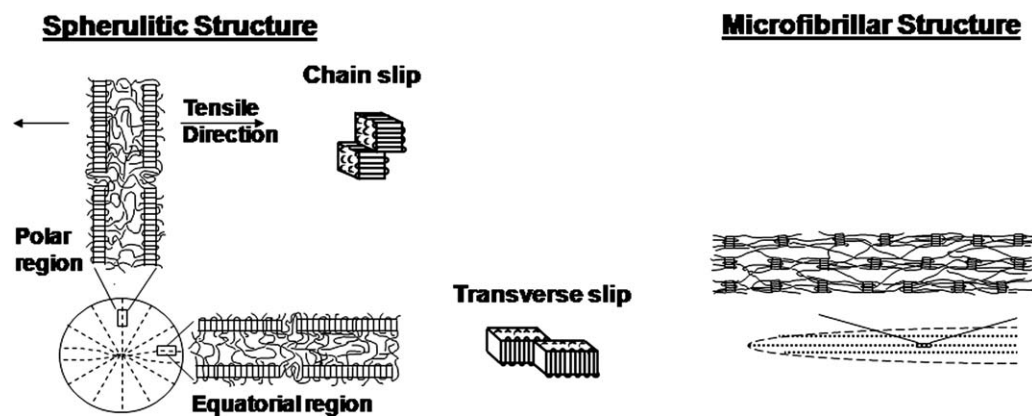 Spherulitic Structure
Microfibrillar Structure
Chain slip
Tensile
Direction
Polar
region
Transverse slip
Equatorial region